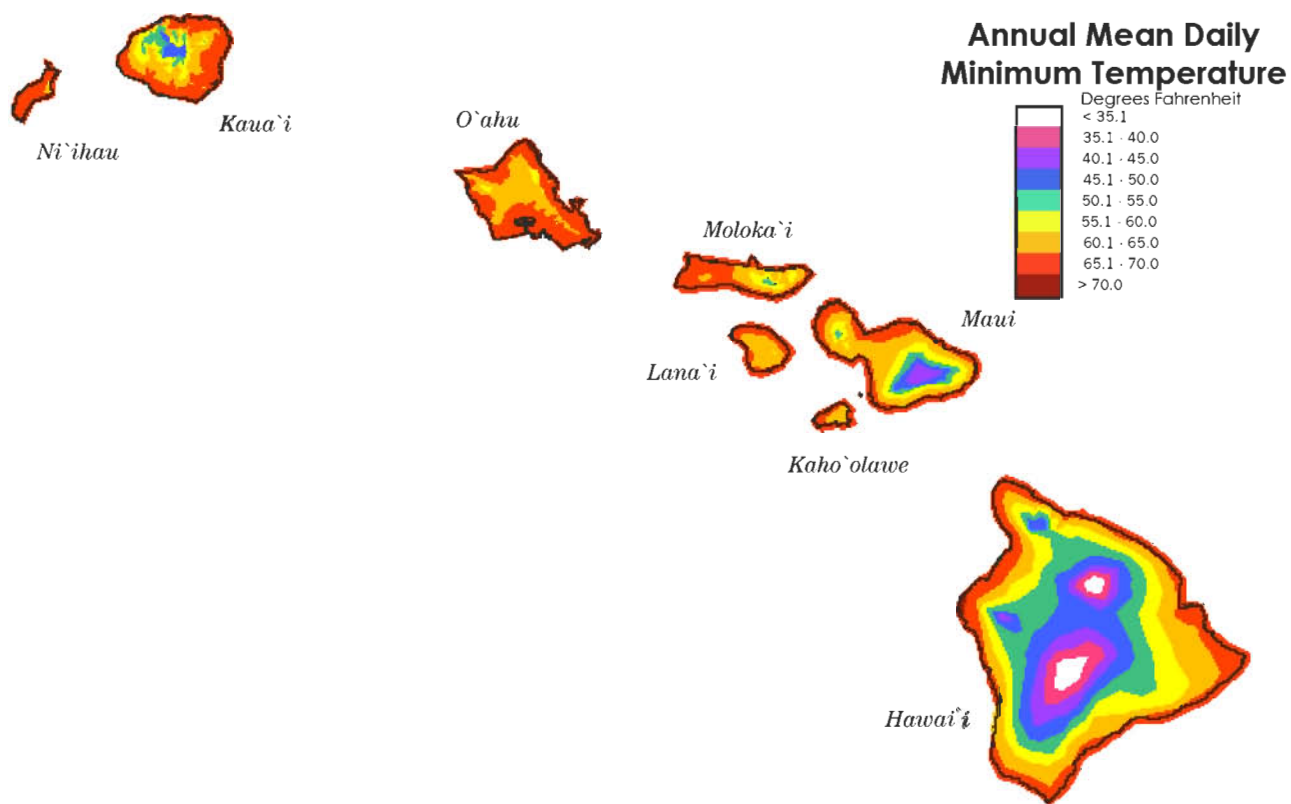 Annual Mean Daily
Minimum Temperature
Degrees Fahrenheit
< 35.1
35.1 - 40.0
40.1 - 45.0
45.1 - 50.0
50.1 - 55.0
55.1 - 60.0
60.1 - 65.0
65.1 - 70.0
> 70.0
Ni`ihau
Kaua`i
O`ahu
Moloka`i
Lana`i
Maui
Kaho`olawe
Hawai`i